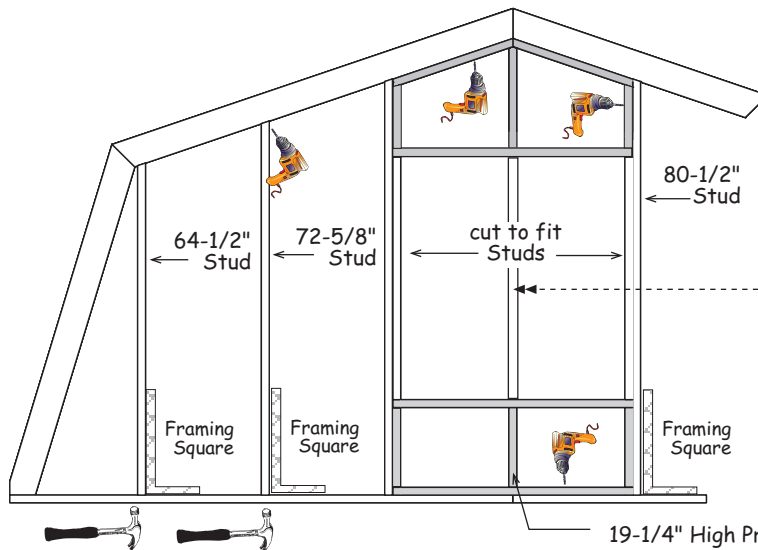 80-1/2"
Stud
64-1/2"
Stud
72-5/8"
Stud
cut to fit
Studs
Framing
Square
Framing
Square
Framing
Square
19-1/4" High